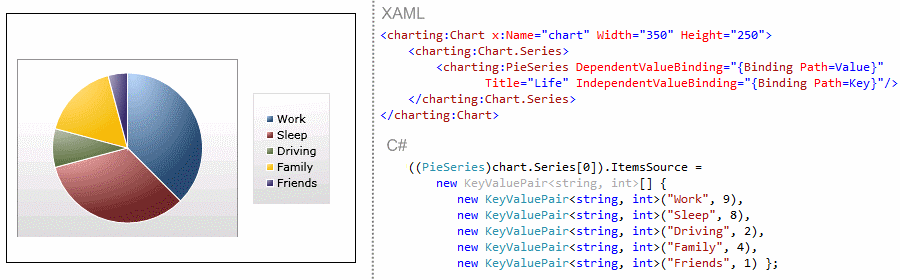 Work
Sleep
Driving
Family
Friends
XAML
<charting:Chart x:Name="chart" Width="350" Height="250">
<charting:Chart.Series>
<charting:PieSeries DependentValueBinding="{Binding Path=Value}"
Title="Life" IndependentValueBinding="{Binding Path=Key}"/>
</charting:Chart.Series>
</charting:Chart>
C#
((PieSeries)chart.Series[0]).ItemsSource =
new KeyValuePair<string, int>[] {
new KeyValuePair<string, int>("Work", 9),
new KeyValuePair<string, int>("Sleep", 8),
new KeyValuePair<string, int>("Driving", 2),
new KeyValuePair<string, int>("Family", 4),
new KeyValuePair<string, int>("Friends", 1) };